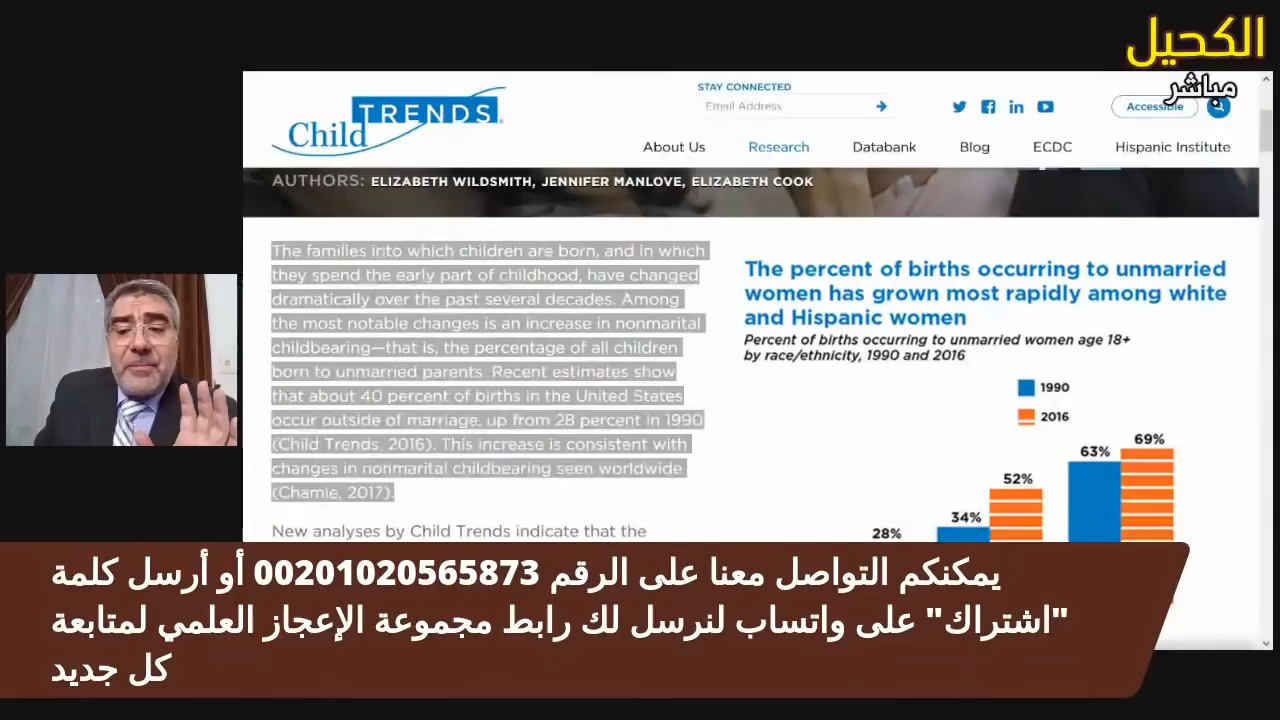 الكحيل
مباشر
STAY CONNECTED
Child TRENDS
Email Address
Accessible
About Us
Research
Databank
Blog
ECDC
Hispanic Institute
AUTHORS: ELIZABETH WILDSMITH, JENNIFER MANLOVE, ELIZABETH COOK
The families into which children are born, and in which
they spend the early part of childhood, have changed
dramatically over the past several decades. Among
the most notable changes is an increase in nonmarital
childbearing—that is, the percentage of all children
born to unmarried parents. Recent estimates show
that about 40 percent of births in the United States
occur outside of marriage, up from 28 percent in 1990
(Child Trends, 2016). This increase is consistent with
changes in nonmarital childbearing seen worldwide
(Chamie, 2017).
New analyses by Child Trends indicate that the
The percent of births occurring to unmarried
women has grown most rapidly among white
and Hispanic women
Percent of births occurring to unmarried women age 18+
by race/ethnicity, 1990 and 2016
1990
2016
28%
34%
52%
63%
69%
يمكنكم التواصل معنا على الرقم 00201020565873 أو أرسل كلمة
"اشتراك" على واتساب لنرسل لك رابط مجموعة الإعجاز العلمي لمتابعة
كل جديد